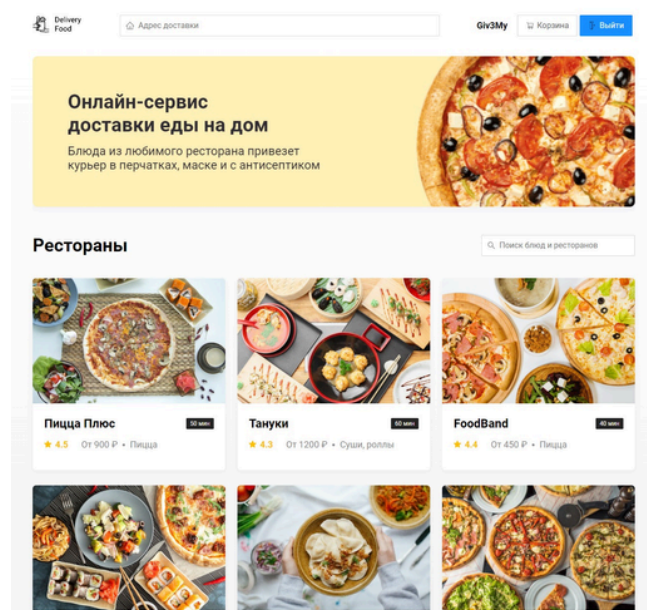 Delivery
Food
Адрес доставки
Giv3My
Корзина
Выйти
Онлайн-сервис
доставки еды на дом
Блюда из любимого ресторана привезет
курьер в перчатках, маске и с антисептиком
Рестораны
Поиск блюд и ресторанов
Пицца Плюс
50 мин
4.5 От 900 ₽ • Пицца
Тануки
60 мин
4.3 От 1200 ₽ • Суши, роллы
FoodBand
40 мин
4.4 От 450 ₽ • Пицца